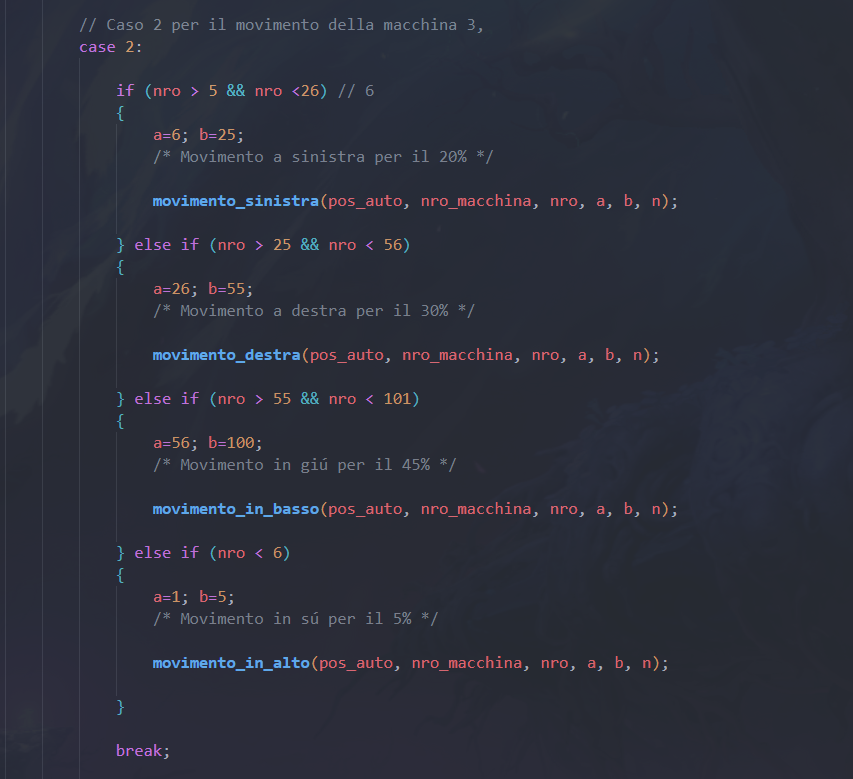 // Caso 2 per il movimento della macchina 3,
case 2:
if (nro > 5 && nro <26) // 6
{
a=6; b=25;
/* Movimento a sinistra per il 20% */
movimento_sinistra(pos_auto, nro_macchina, nro, a, b, n);
} else if (nro > 25 && nro < 56)
{
a=26; b=55;
/* Movimento a destra per il 30% */
movimento_destra(pos_auto, nro_macchina, nro, a, b, n);
} else if (nro > 55 && nro < 101)
{
a=56; b=100;
/* Movimento in giú per il 45% */
movimento_in_basso(pos_auto, nro_macchina, nro, a, b, n);
} else if (nro < 6)
{
a=1; b=5;
/* Movimento in sú per il 5% */
movimento_in_alto(pos_auto, nro_macchina, nro, a, b, n);
}
break;